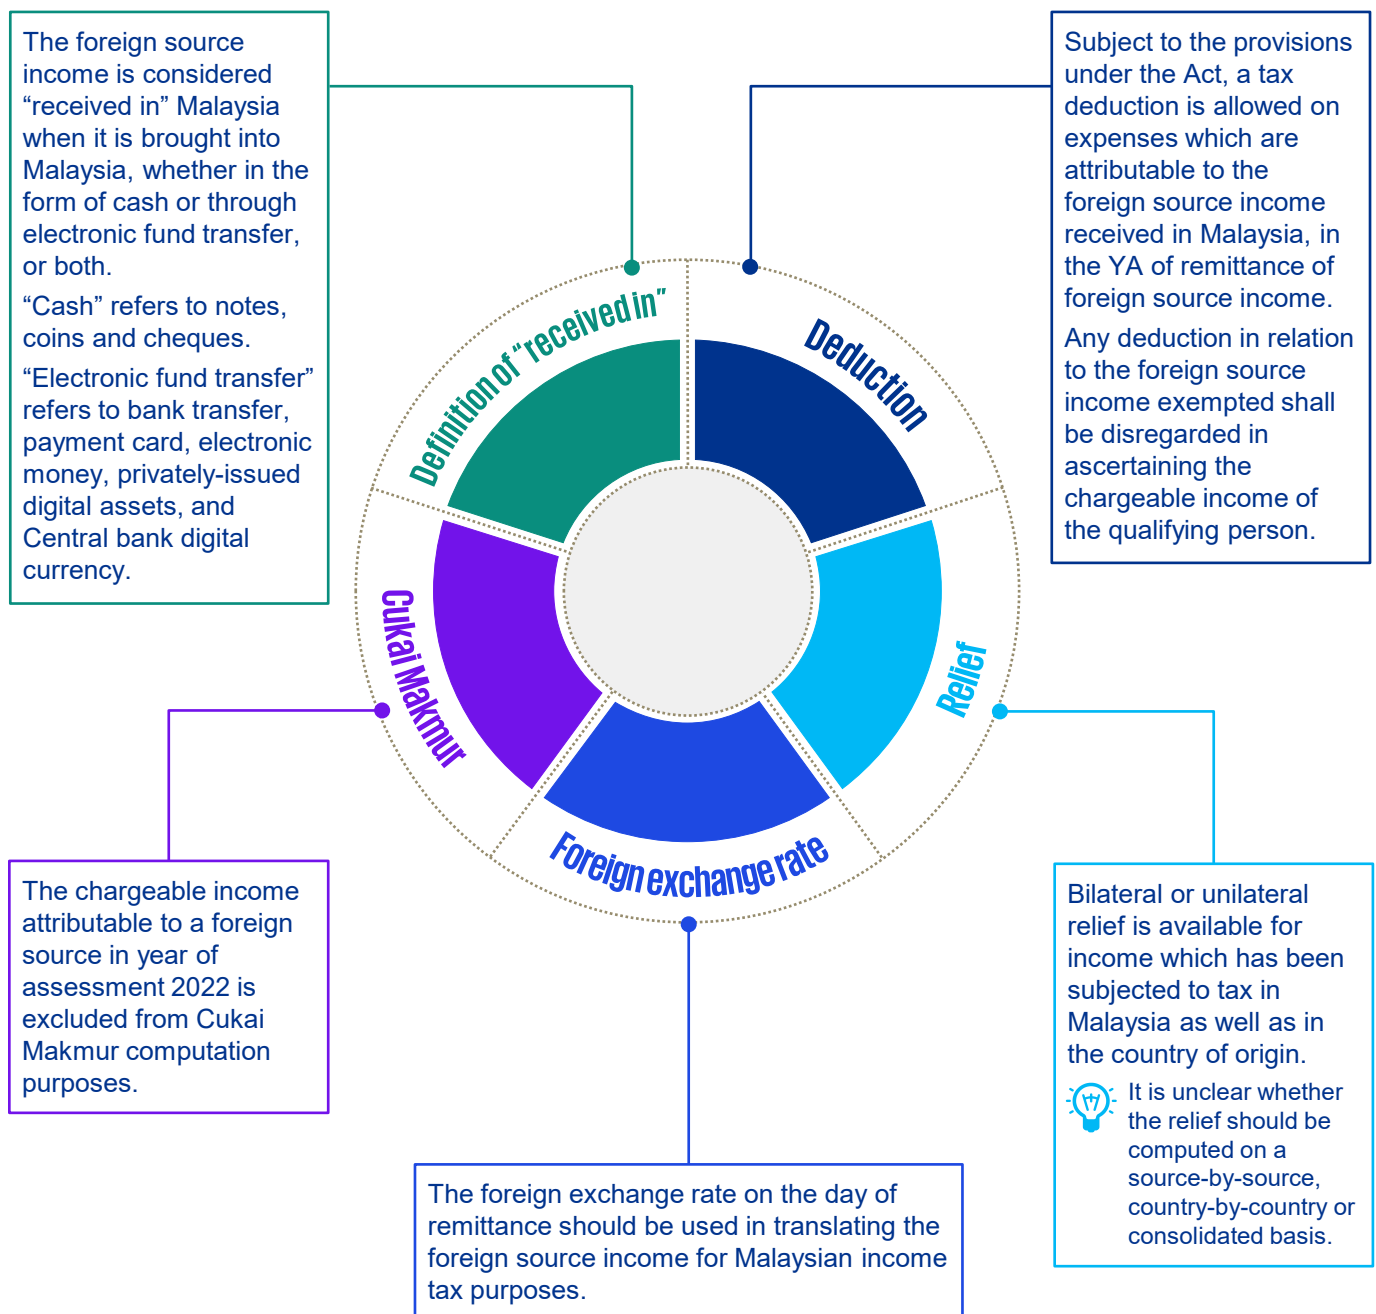 The foreign source
income is considered
“received in” Malaysia
when it is brought into
Malaysia, whether in the
form of cash or through
electronic fund transfer,
or both.
“Cash” refers to notes,
coins and cheques.
“Electronic fund transfer”
refers to bank transfer,
payment card, electronic
money, privately-issued
digital assets, and
Central bank digital
currency.
Subject to the provisions
under the Act, a tax
deduction is allowed on
expenses which are
attributable to the
foreign source income
received in Malaysia, in
the YA of remittance of
foreign source income.
Any deduction in relation
to the foreign source
income exempted shall
be disregarded in
ascertaining the
chargeable income of
the qualifying person.
Definition of “received in”
Deduction
Cukai Makmur
Relief
Foreign exchange rate
The chargeable income
attributable to a foreign
source in year of
assessment 2022 is
excluded from Cukai
Makmur computation
purposes.
Bilateral or unilateral
relief is available for
income which has been
subjected to tax in
Malaysia as well as in
the country of origin.
It is unclear whether
the relief should be
computed on a
source-by-source,
country-by-country or
consolidated basis.
The foreign exchange rate on the day of
remittance should be used in translating the
foreign source income for Malaysian income
tax purposes.